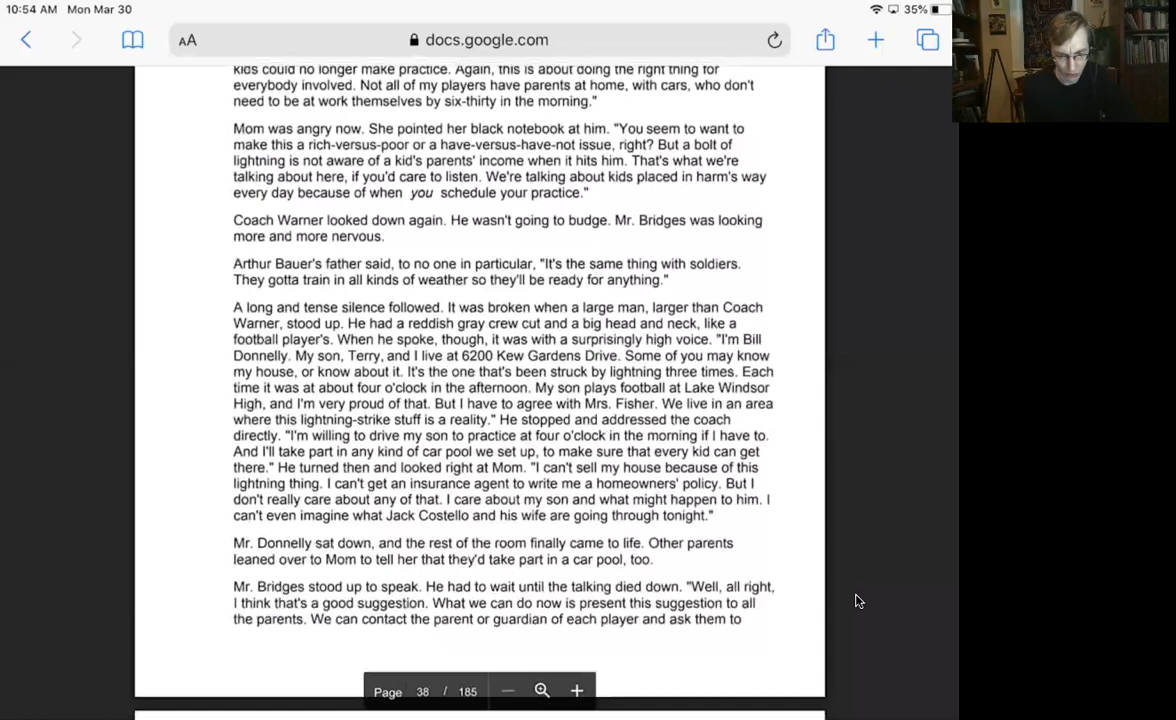 10:54 AM Mon Mar 30
35%
AA
docs.google.com
kids could no longer make practice. Again, this is about doing the right thing for
everybody involved. Not all of my players have parents at home, with cars, who don't
need to be at work themselves by six-thirty in the morning."
Mom was angry now. She pointed her black notebook at him. "You seem to want to
make this a rich-versus-poor or a have-versus-have-not issue, right? But a bolt of
lightning is not aware of a kid's parents' income when it hits him. That's what we're
talking about here, if you'd care to listen. We're talking about kids placed in harm's way
every day because of when you schedule your practice."
Coach Warner looked down again. He wasn't going to budge. Mr. Bridges was looking
more and more nervous.
Arthur Bauer's father said, to no one in particular, "It's the same thing with soldiers.
They gotta train in all kinds of weather so they'll be ready for anything."
A long and tense silence followed. It was broken when a large man, larger than Coach
Warner, stood up. He had a reddish gray crew cut and a big head and neck, like a
football player's. When he spoke, though, it was with a surprisingly high voice. "I'm Bill
Donnelly. My son, Terry, and I live at 6200 Kew Gardens Drive. Some of you may know
my house, or know about it. It's the one that's been struck by lightning three times. Each
time it was at about four o'clock in the afternoon. My son plays football at Lake Windsor
High, and I'm very proud of that. But I have to agree with Mrs. Fisher. We live in an area
where this lightning-strike stuff is a reality." He stopped and addressed the coach
directly. "I'm willing to drive my son to practice at four o'clock in the morning if I have to.
And I'll take part in any kind of car pool we set up, to make sure that every kid can get
there." He turned then and looked right at Mom. "I can't sell my house because of this
lightning thing. I can't get an insurance agent to write me a homeowners' policy. But I
don't really care about any of that. I care about my son and what might happen to him. I
can't even imagine what Jack Costello and his wife are going through tonight."
Mr. Donnelly sat down, and the rest of the room finally came to life. Other parents
leaned over to Mom to tell her that they'd take part in a car pool, too.
Mr. Bridges stood up to speak. He had to wait until the talking died down. "Well, all right,
I think that's a good suggestion. What we can do now is present this suggestion to all
the parents. We can contact the parent or guardian of each player and ask them to
Page 38 / 185